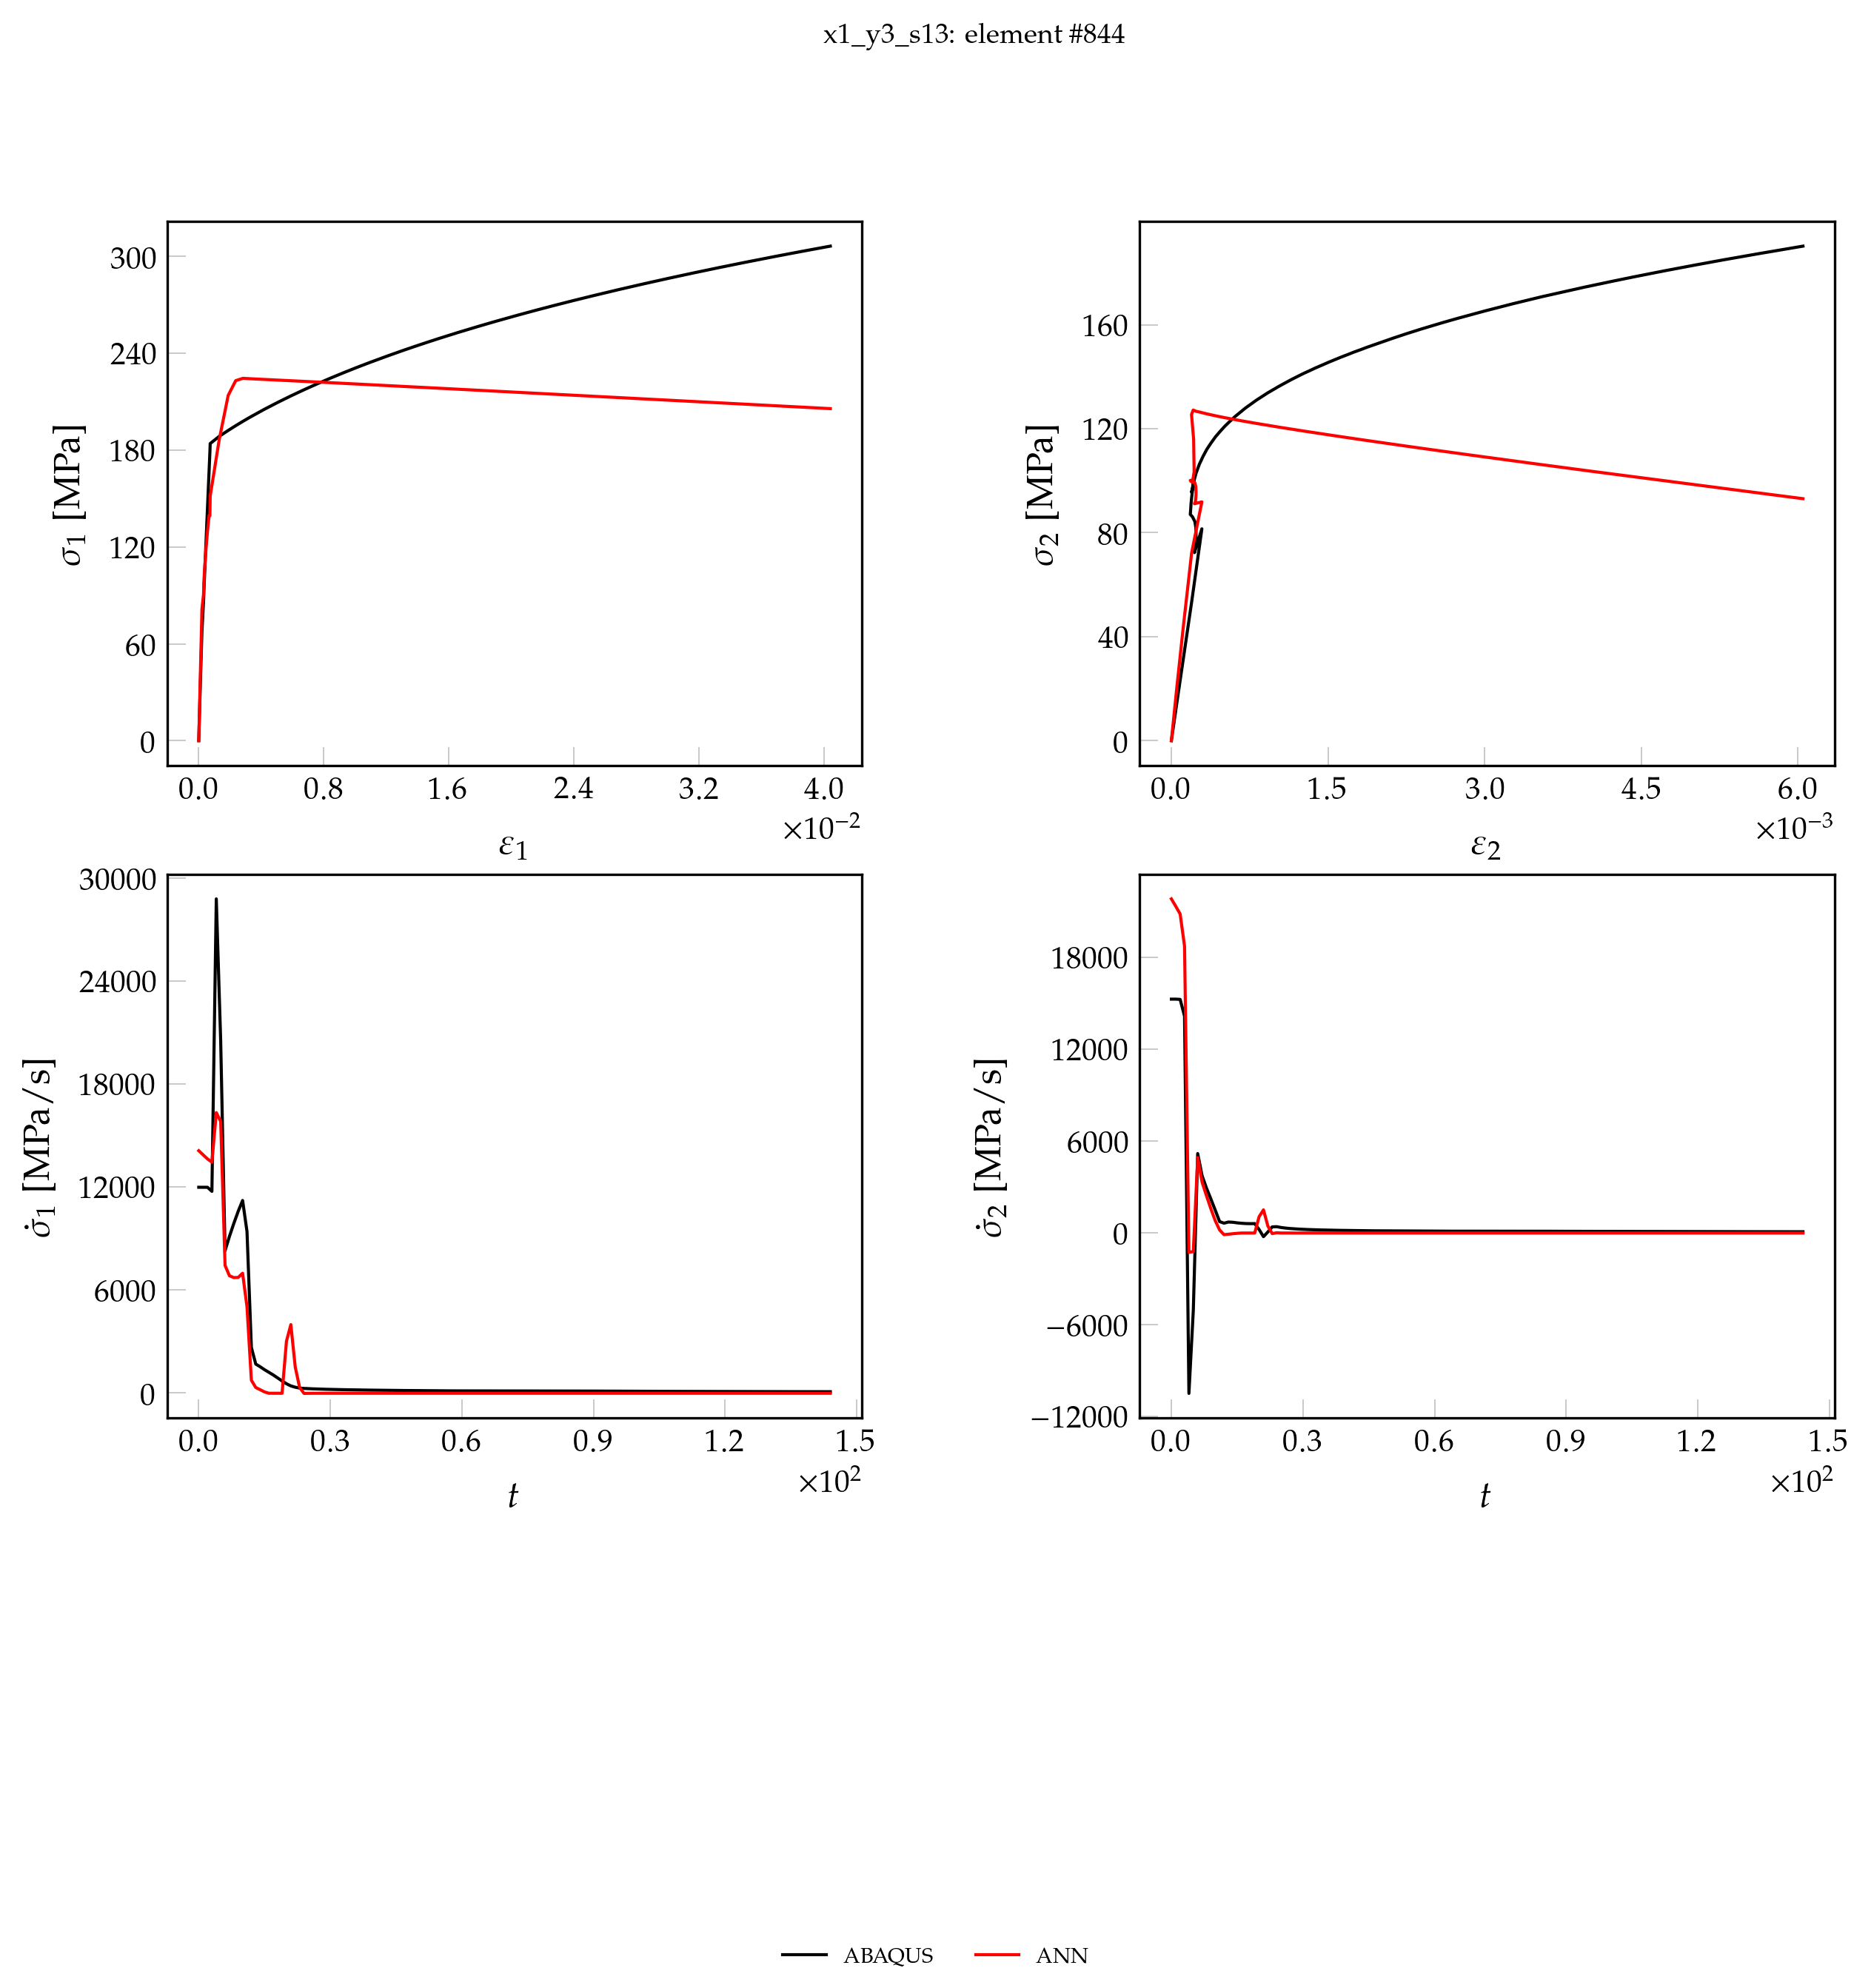 x1_y3_s13: element #844
σ1 [MPa]
300
240
180
120
60
0
0.0 0.8 1.6 2.4 3.2 4.0
×10−2
ε1
σ2 [MPa]
160
120
80
40
0
0.0 1.5 3.0 4.5 6.0
×10−3
ε2
σ̇1 [MPa/s]
30000
24000
18000
12000
6000
0
0.0 0.3 0.6 0.9 1.2 1.5
×102
t
σ̇2 [MPa/s]
18000
12000
6000
0
−6000
−12000
0.0 0.3 0.6 0.9 1.2 1.5
×102
t
ABAQUS ANN